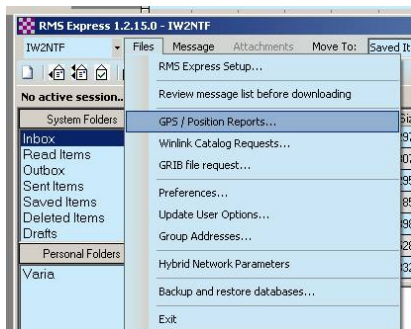 RMS Express 1.2.15.0 - IW2NTF
IW2NTF Files Message Attachments Move To: Saved It
RMS Express Setup...
No active session..
Review message list before downloading
System Folders
GPS / Position Reports...
Inbox
Winlink Catalog Requests...
Read Items
GRIB file request...
Outbox
Sent Items
Preferences...
Saved Items
Update User Options...
Deleted Items
Group Addresses...
Drafts
Personal Folders
Hybrid Network Parameters
Varia
Backup and restore databases...
Exit